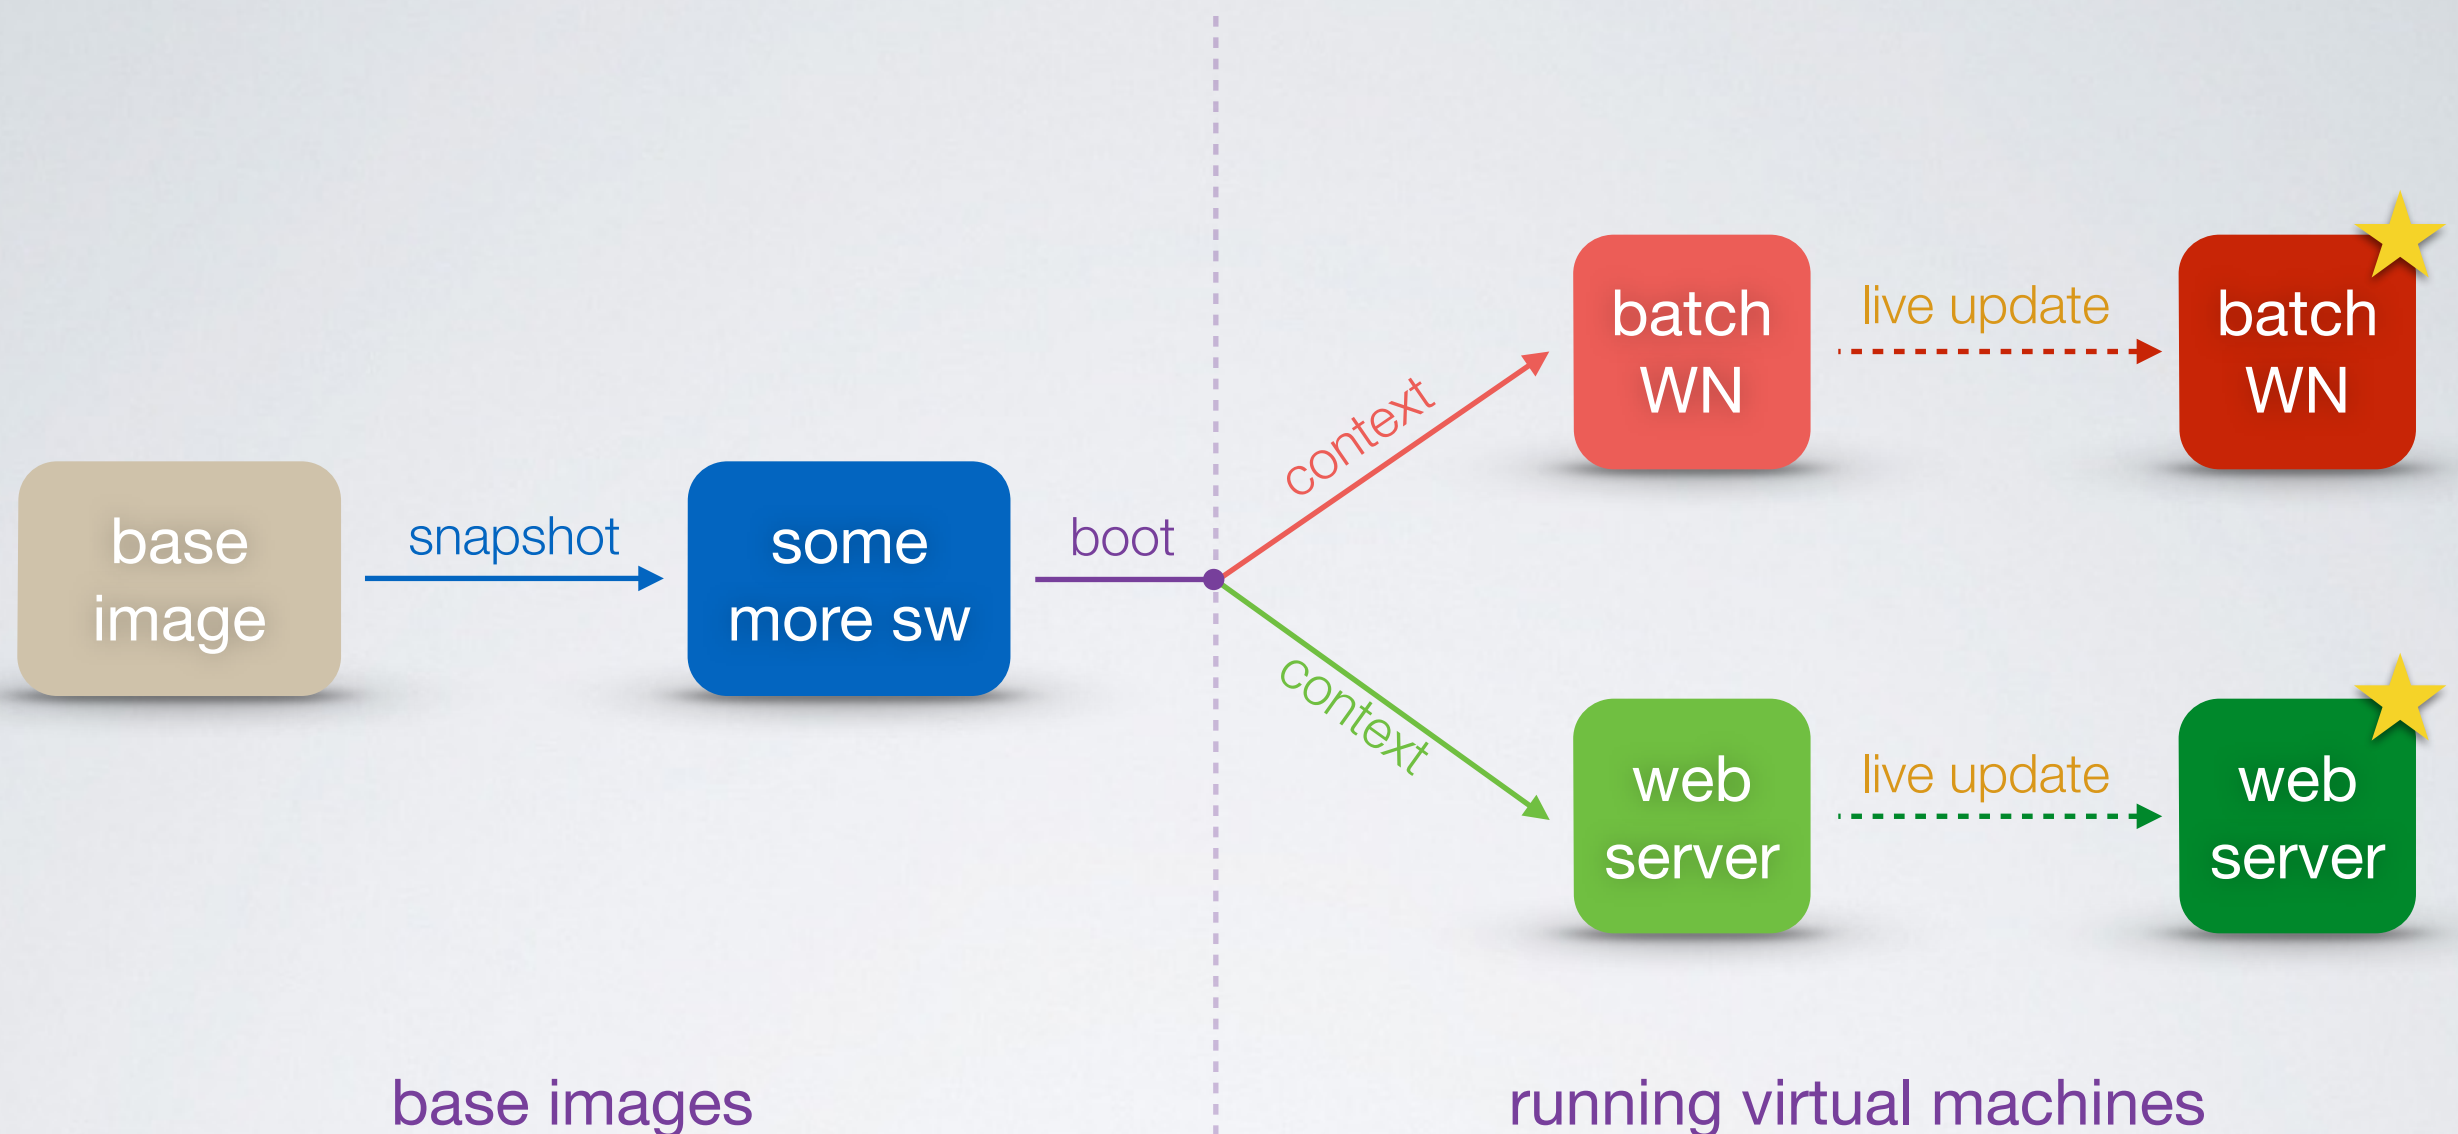 base
image
snapshot
some
more sw
boot
context
context
batch
WN
live update
batch
WN
web
server
live update
web
server
base images
running virtual machines